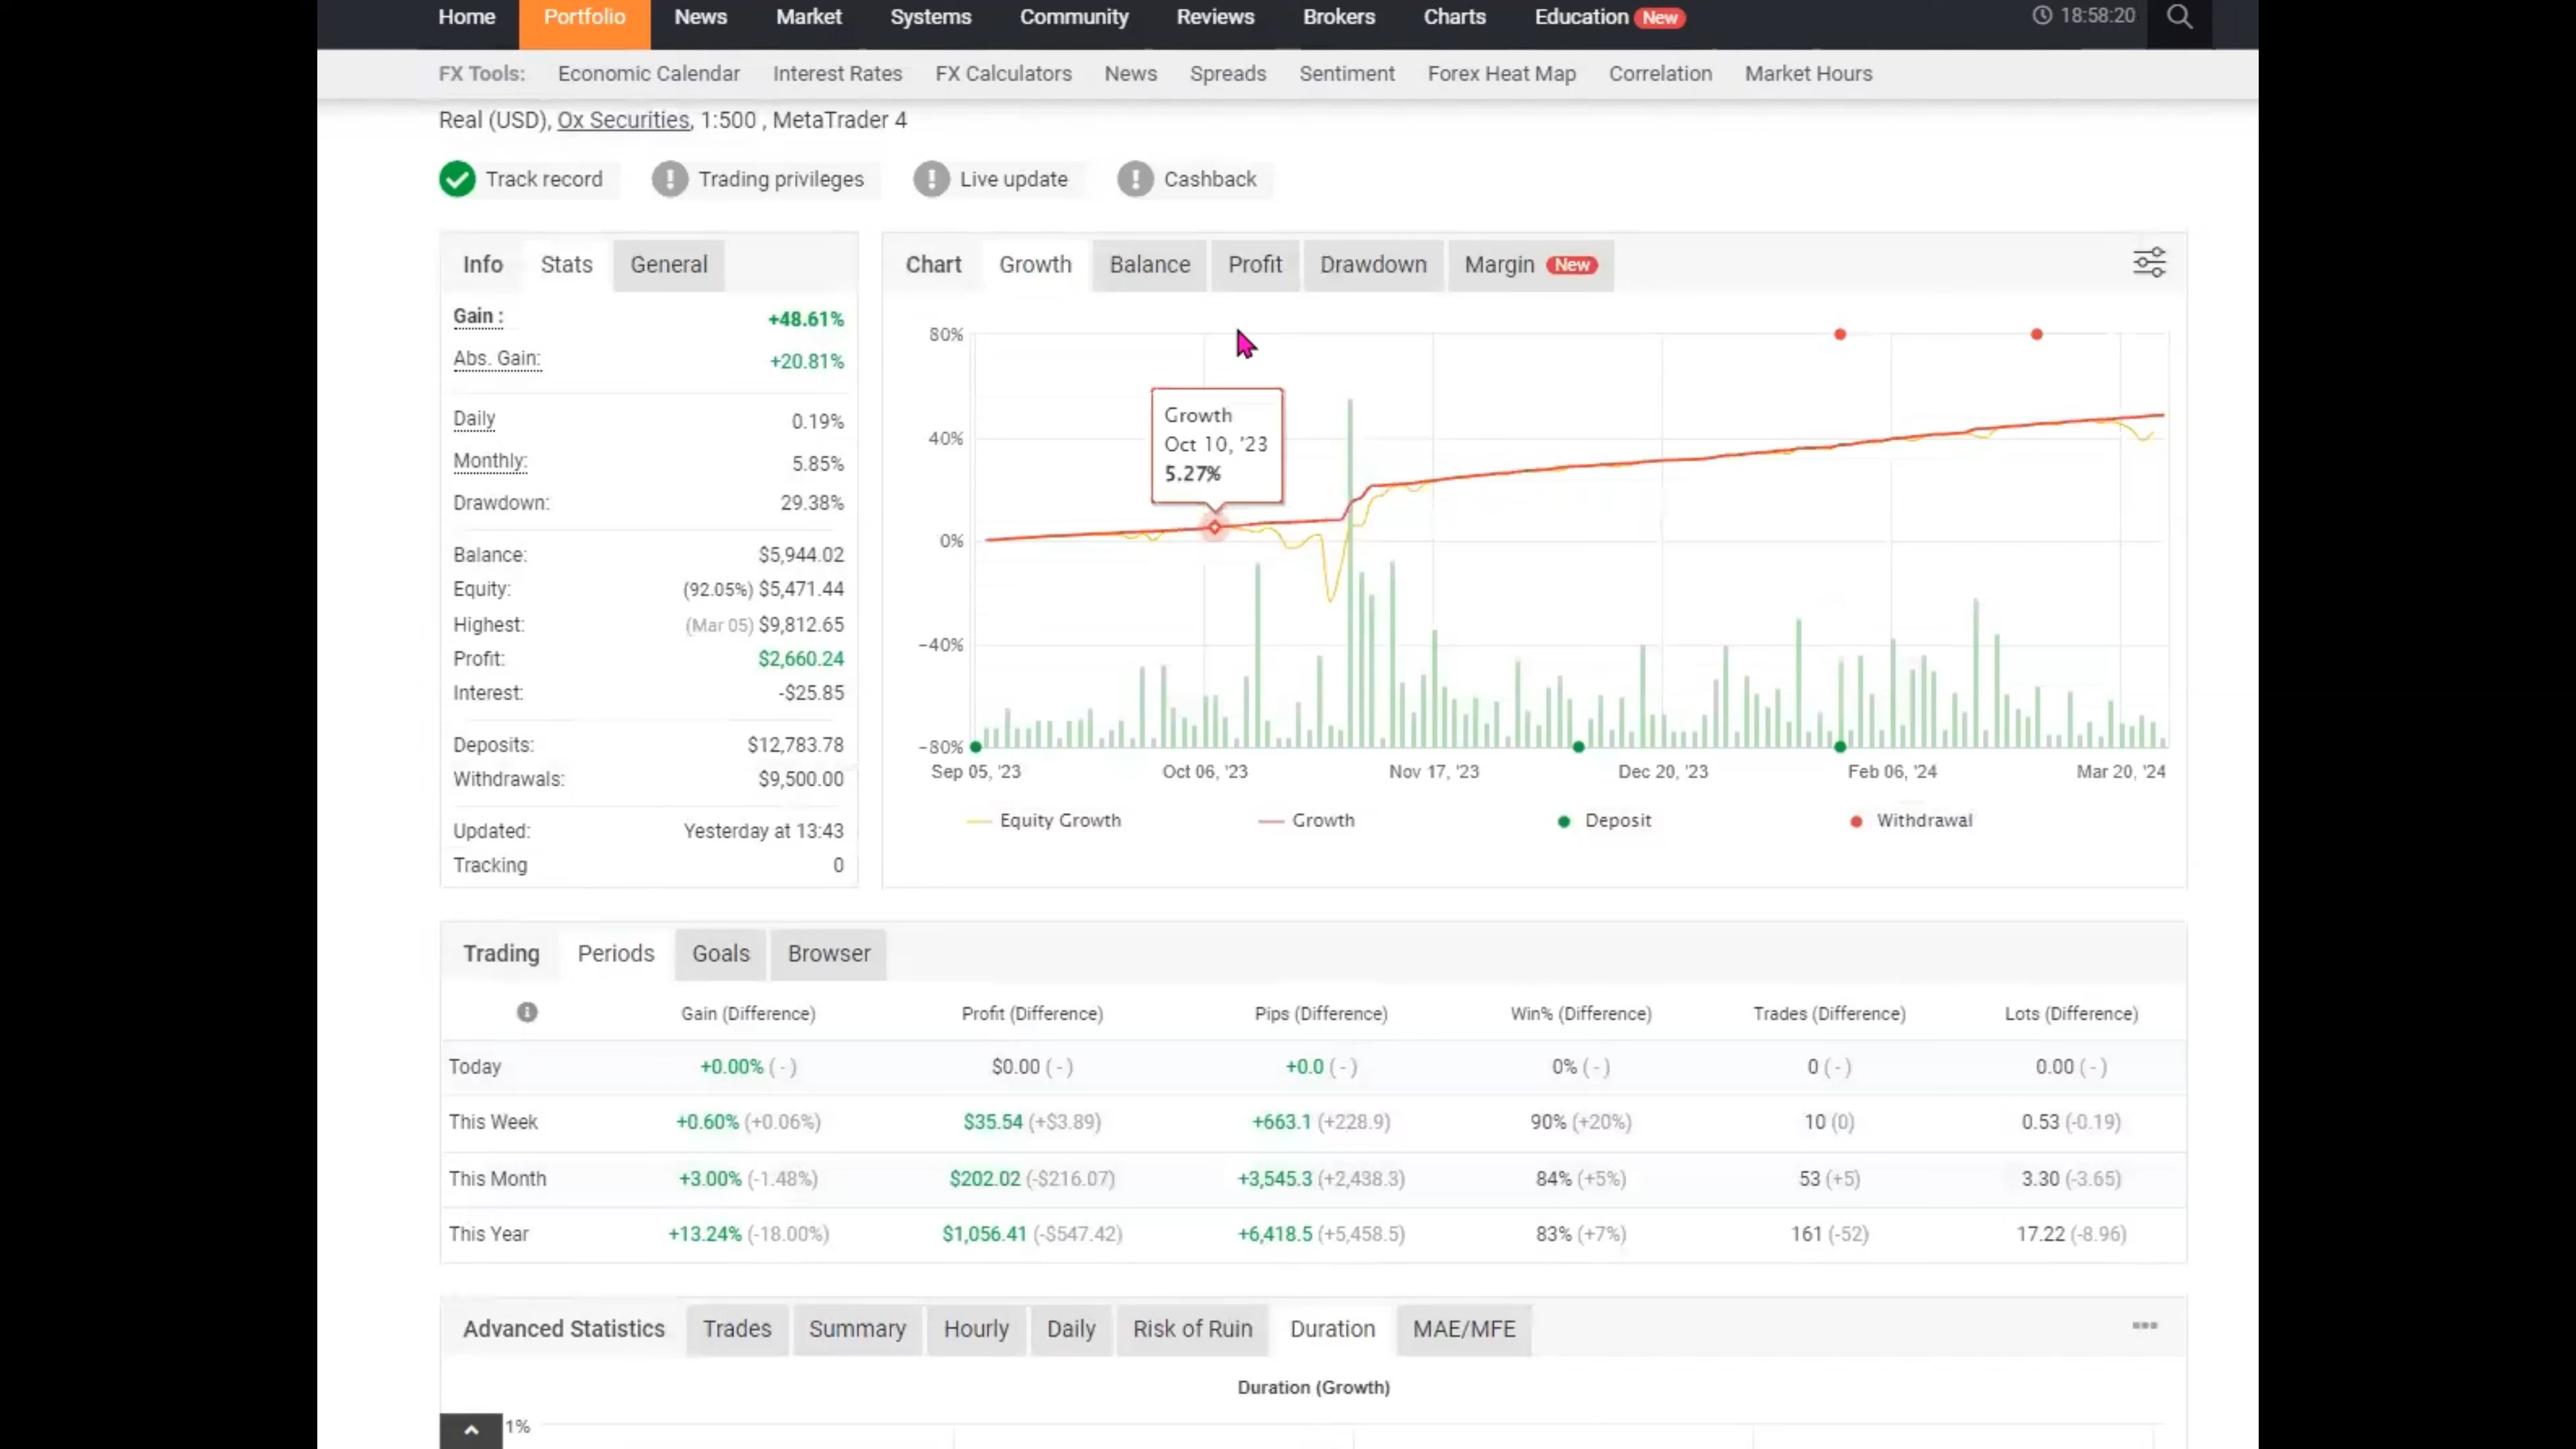 Home Portfolio News Market Systems Community Reviews Brokers Charts Education New 18:58:20
FX Tools: Economic Calendar Interest Rates FX Calculators News Spreads Sentiment Forex Heat Map Correlation Market Hours
Real (USD), Ox Securities, 1:500 , MetaTrader 4
Track record Trading privileges Live update Cashback
Info Stats General
Gain : +48.61%
Abs. Gain: +20.81%
Daily 0.19%
Monthly: 5.85%
Drawdown: 29.38%
Balance: $5,944.02
Equity: (92.05%) $5,471.44
Highest: (Mar 05) $9,812.65
Profit: $2,660.24
Interest: -$25.85
Deposits: $12,783.78
Withdrawals: $9,500.00
Updated: Yesterday at 13:43
Tracking 0
Chart Growth Balance Profit Drawdown Margin New
80%
40%
0%
-40%
-80%
Growth
Oct 10, '23
5.27%
Sep 05, '23 Oct 06, '23 Nov 17, '23 Dec 20, '23 Feb 06, '24 Mar 20, '24
Equity Growth Growth Deposit Withdrawal
Trading Periods Goals Browser
Gain (Difference) Profit (Difference) Pips (Difference) Win% (Difference) Trades (Difference) Lots (Difference)
Today +0.00% ( - ) $0.00 ( - ) +0.0 ( - ) 0% ( - ) 0 ( - ) 0.00 ( - )
This Week +0.60% (+0.06%) $35.54 (+$3.89) +663.1 (+228.9) 90% (+20%) 10 (0) 0.53 (-0.19)
This Month +3.00% (-1.48%) $202.02 (-$216.07) +3,545.3 (+2,438.3) 84% (+5%) 53 (+5) 3.30 (-3.65)
This Year +13.24% (-18.00%) $1,056.41 (-$547.42) +6,418.5 (+5,458.5) 83% (+7%) 161 (-52) 17.22 (-8.96)
Advanced Statistics Trades Summary Hourly Daily Risk of Ruin Duration MAE/MFE
Duration (Growth)
1%